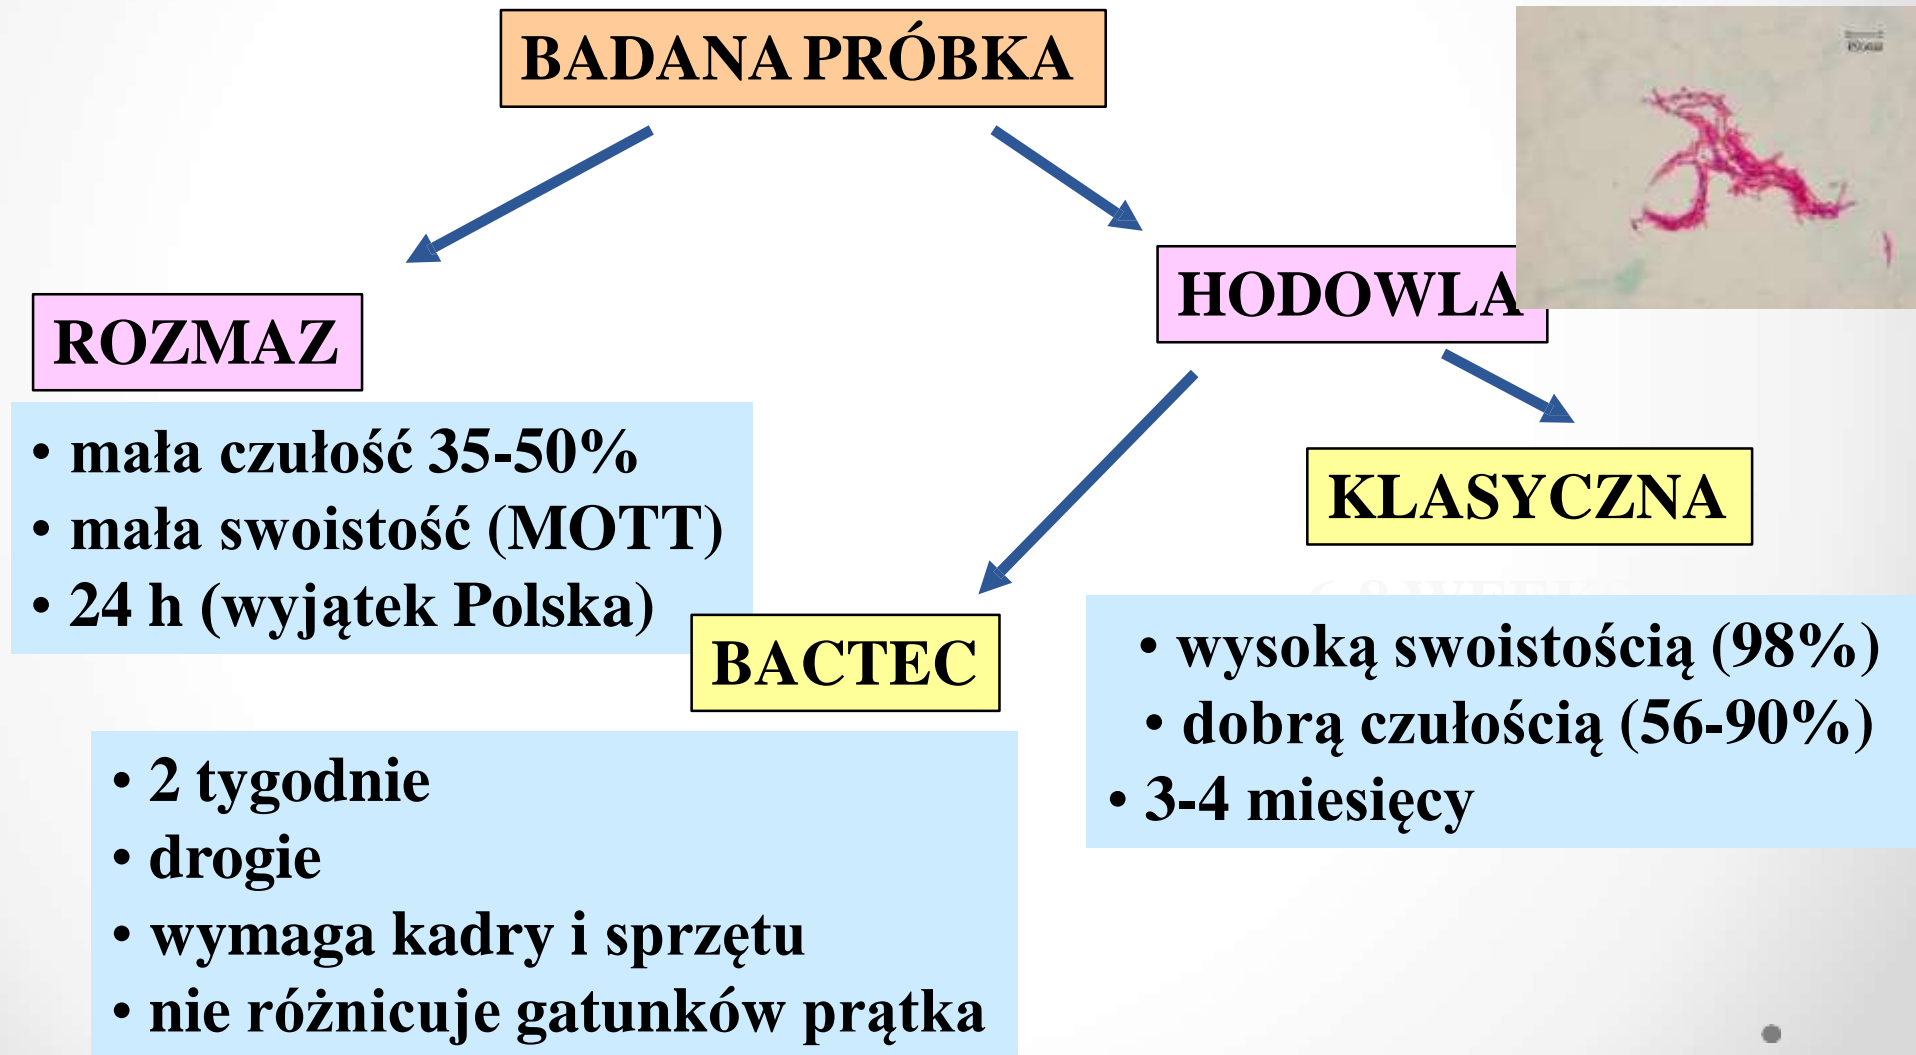 BADANA PRÓBKA
ROZMAZ
• mała czułość 35-50%
• mała swoistość (MOTT)
• 24 h (wyjątek Polska)
HODOWLA
BACTEC
• 2 tygodnie
• drogie
• wymaga kadry i sprzętu
• nie różnicuje gatunków prątka
KLASYCZNA
• wysoką swoistością (98%)
• dobrą czułością (56-90%)
• 3-4 miesięcy